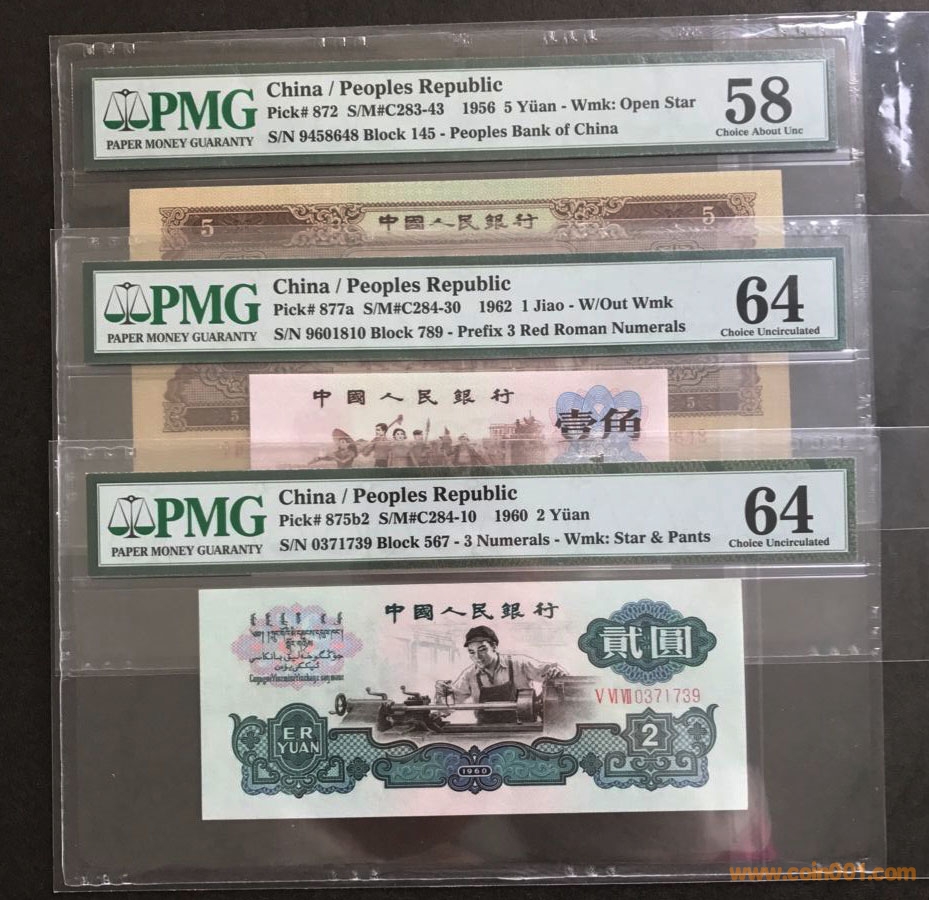 PMG
PAPER MONEY GUARANTY
China / Peoples Republic
Pick# 872 S/M#C283-43 1956 5 Yüan - Wmk: Open Star
S/N 9458648 Block 145 - Peoples Bank of China
58
Choice About Unc
5
中國人民銀行
5
PMG
PAPER MONEY GUARANTY
China / Peoples Republic
Pick# 877a S/M#C284-30 1962 1 Jiao - W/Out Wmk
S/N 9601810 Block 789 - Prefix 3 Red Roman Numerals
64
Choice Uncirculated
5
5
中國人民銀行
壹角
PMG
PAPER MONEY GUARANTY
China / Peoples Republic
Pick# 875b2 S/M#C284-10 1960 2 Yüan
S/N 0371739 Block 567 - 3 Numerals - Wmk: Star & Pants
64
Choice Uncirculated
中國人民銀行
貳圓
V VI VII 0371739
ER
YUAN
2
1960
www.coin001.com